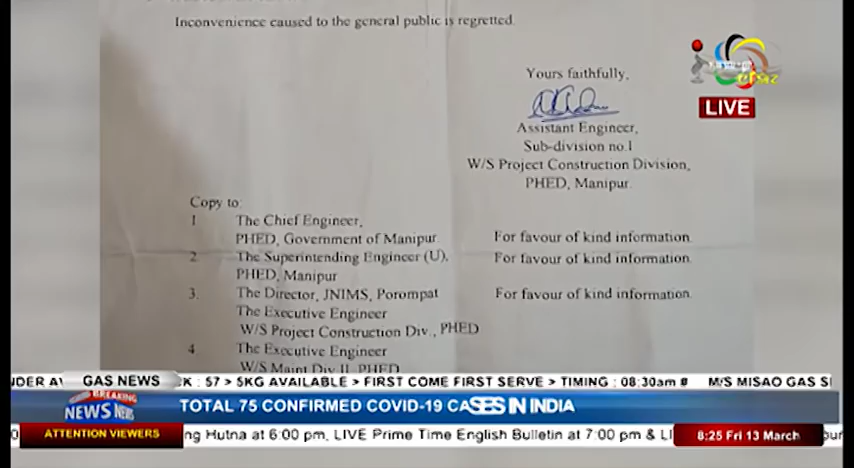 Inconvenience caused to the general public is regretted.
Yours faithfully,
LIVE
Assistant Engineer,
Sub-division no.1
W/S Project Construction Division,
PHED, Manipur.
Copy to:
1 The Chief Engineer,
PHED, Government of Manipur. For favour of kind information.
2. The Superintending Engineer (U), For favour of kind information.
PHED, Manipur
3. The Director, JNIMS, Porompat For favour of kind information.
The Executive Engineer
W/S Project Construction Div., PHED
4 The Executive Engineer
W/S Maint Div II, PHED
GAS NEWS : 57 > 5KG AVAILABLE > FIRST COME FIRST SERVE > TIMING : 08:30am # M/S MISAO GAS
BREAKING
NEWS NEWS
TOTAL 75 CONFIRMED COVID-19 CASES IN INDIA
ATTENTION VIEWERS Hutna at 6:00 pm, LIVE Prime Time English Bulletin at 7:00 pm & 8:25 Fri 13 March